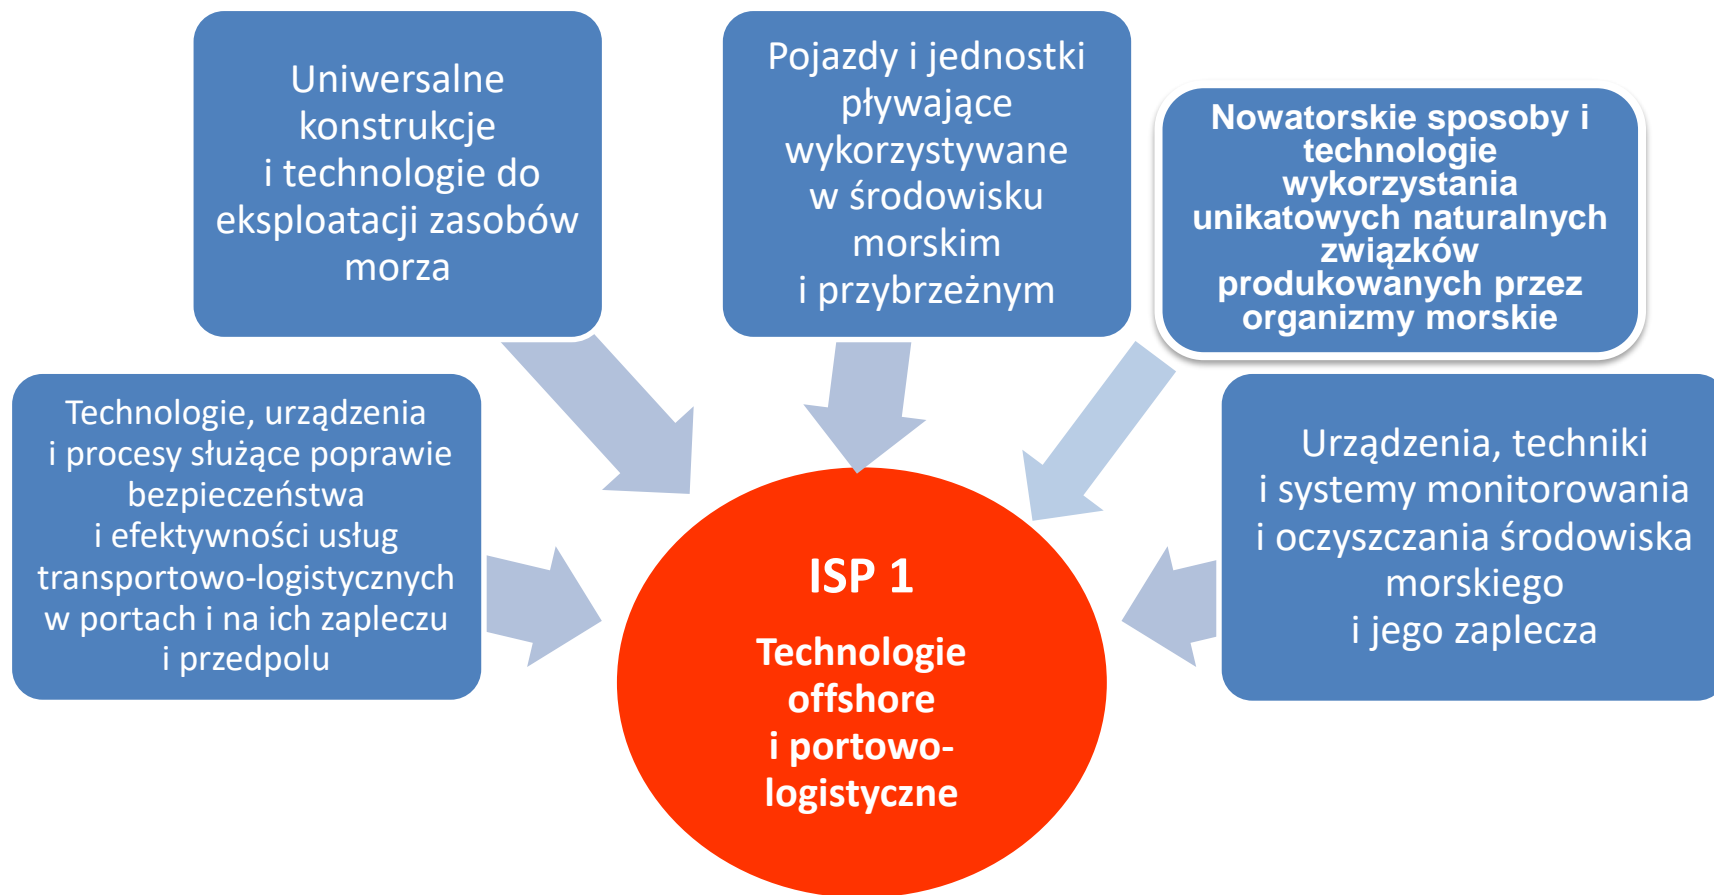 Uniwersalne
konstrukcje
i technologie do
eksploatacji zasobów
morza
Pojazdy i jednostki
pływające
wykorzystywane
w środowisku
morskim
i przybrzeżnym
Nowatorskie sposoby i
technologie
wykorzystania
unikatowych naturalnych
związków
produkowanych przez
organizmy morskie
Technologie, urządzenia
i procesy służące poprawie
bezpieczeństwa
i efektywności usług
transportowo-logistycznych
w portach i na ich zapleczu
i przedpolu
Urządzenia, techniki
i systemy monitorowania
i oczyszczania środowiska
morskiego
i jego zaplecza
ISP 1
Technologie
offshore
i portowo-
logistyczne